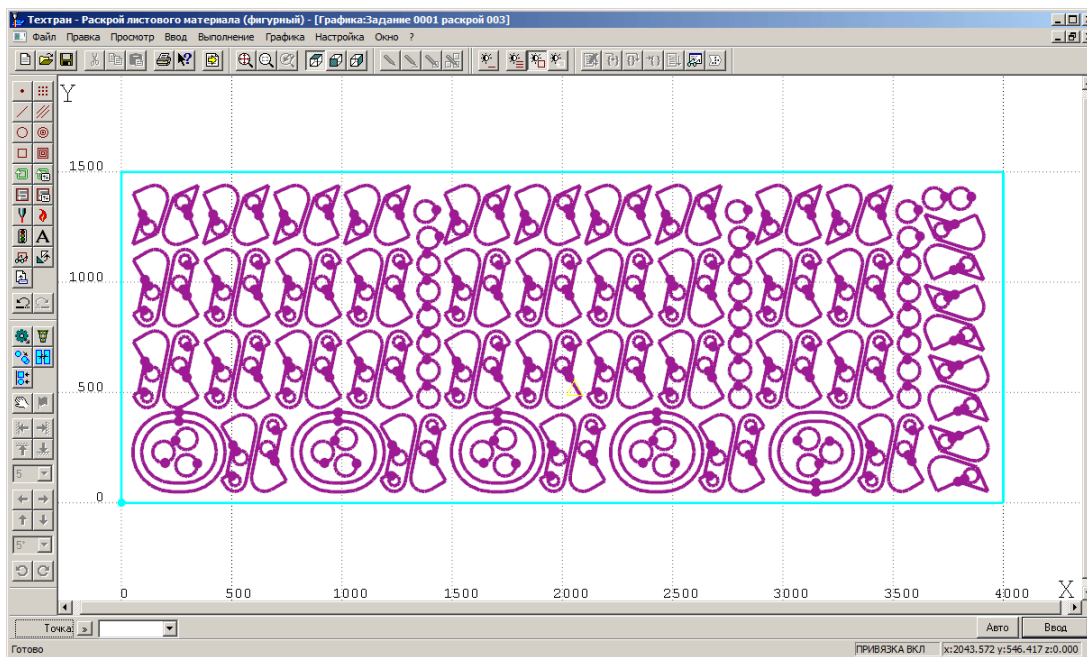 Техтран - Раскрой листового материала (фигурный) - [Графика:Задание 0001 раскрой 003]
Файл Правка Просмотр Ввод Выполнение Графика Настройка Окно ?
Y
1500
1000
500
0
0 500 1000 1500 2000 2500 3000 3500 4000 X
A
5
5°
Точка: »
Авто Ввод
Готово ПРИВЯЗКА ВКЛ x:2043.572 y:546.417 z:0.000